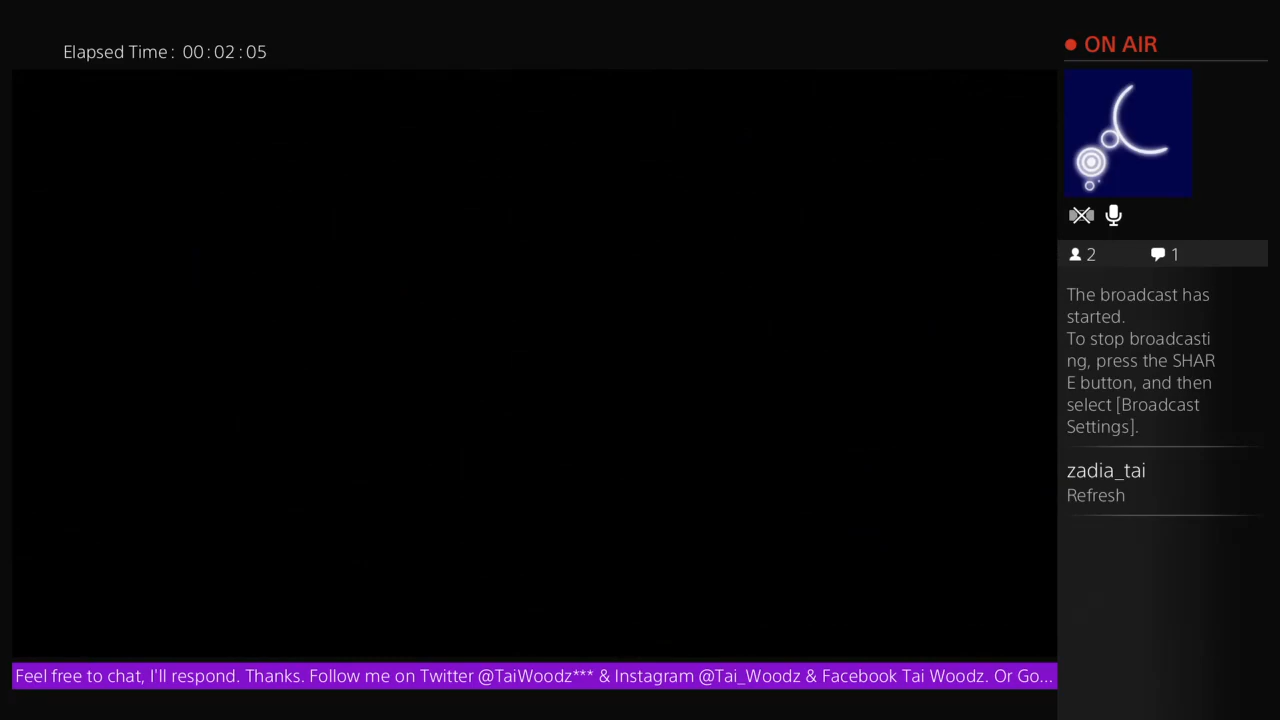 Elapsed Time: 00:02:05
ON AIR
2 1
The broadcast has
started.
To stop broadcasti
ng, press the SHAR
E button, and then
select [Broadcast
Settings].
zadia_tai
Refresh
Feel free to chat, I'll respond. Thanks. Follow me on Twitter @TaiWoodz*** & Instagram @Tai_Woodz & Facebook Tai Woodz. Or Go...